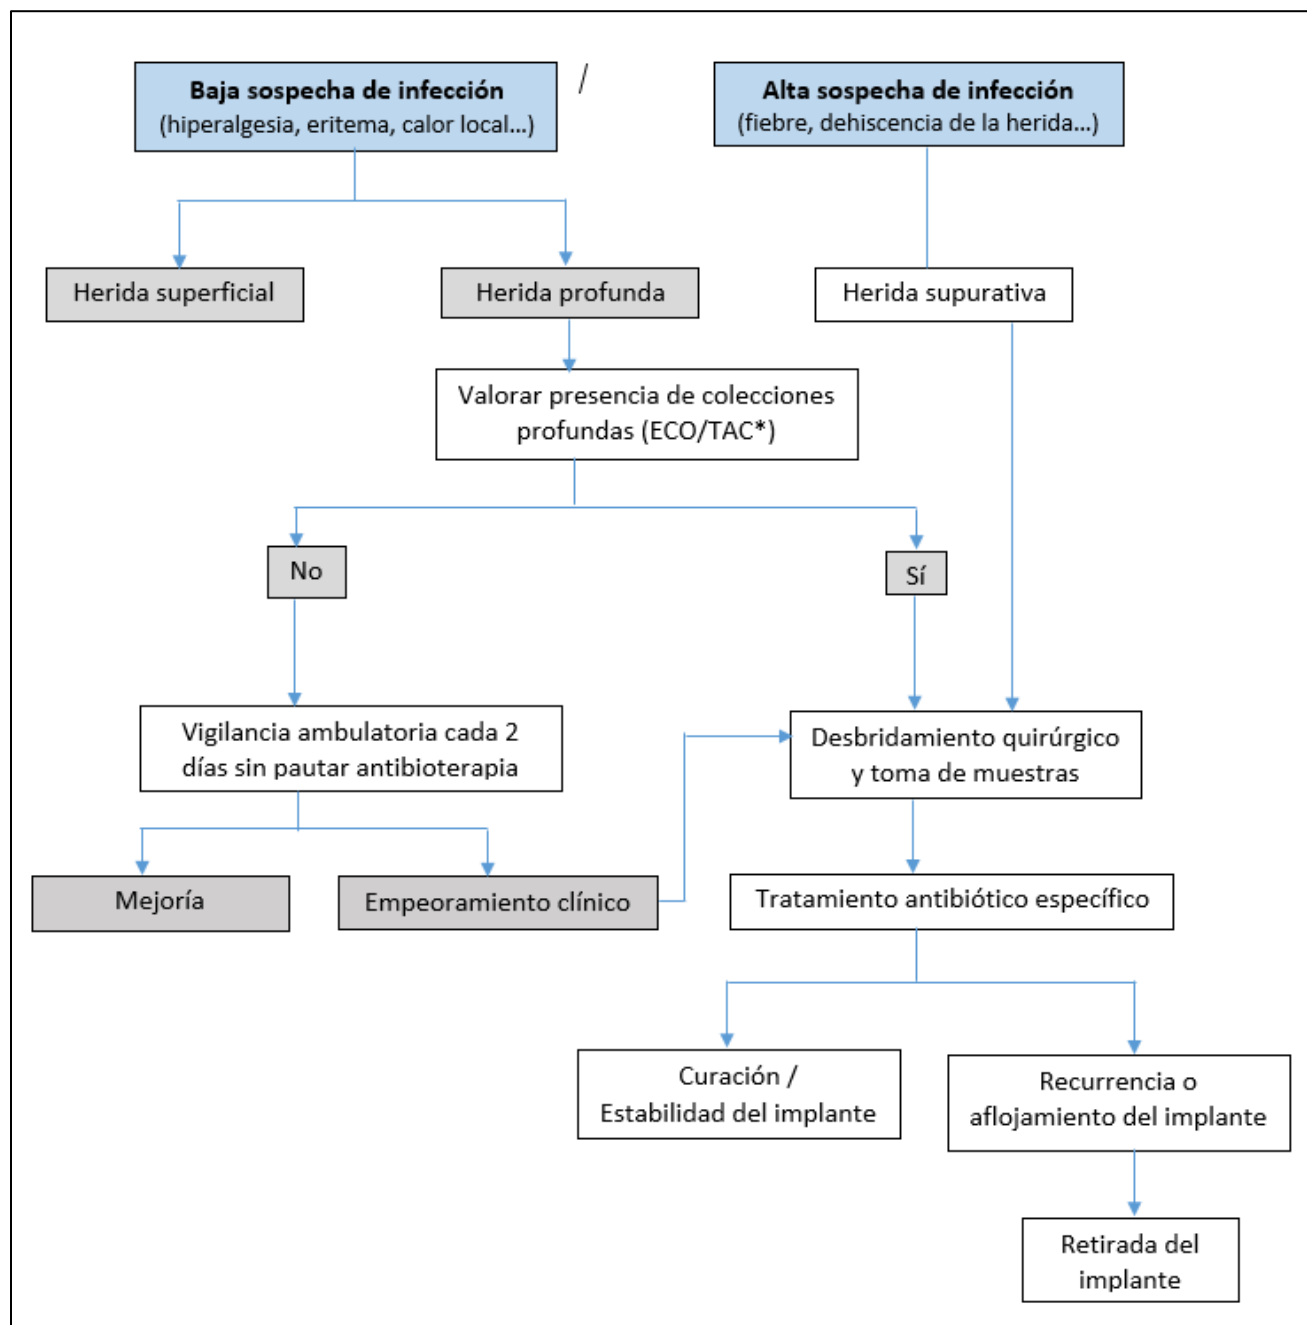 Baja sospecha de infección
(hiperalgesia, eritema, calor local...)
/
Alta sospecha de infección
(fiebre, dehiscencia de la herida...)
Herida superficial
Herida profunda
Herida supurativa
Valorar presencia de colecciones
profundas (ECO/TAC*)
No
Sí
Vigilancia ambulatoria cada 2
días sin pautar antibioterapia
Desbridamiento quirúrgico
y toma de muestras
Mejoría
Empeoramiento clínico
Tratamiento antibiótico específico
Curación /
Estabilidad del implante
Recurrencia o
aflojamiento del implante
Retirada del
implante